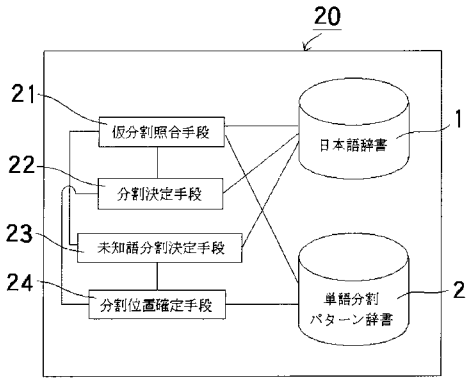 20
21
仮分割照合手段
日本語辞書
1
22
分割決定手段
23
未知語分割決定手段
24
分割位置確定手段
単語分割
パターン辞書
2